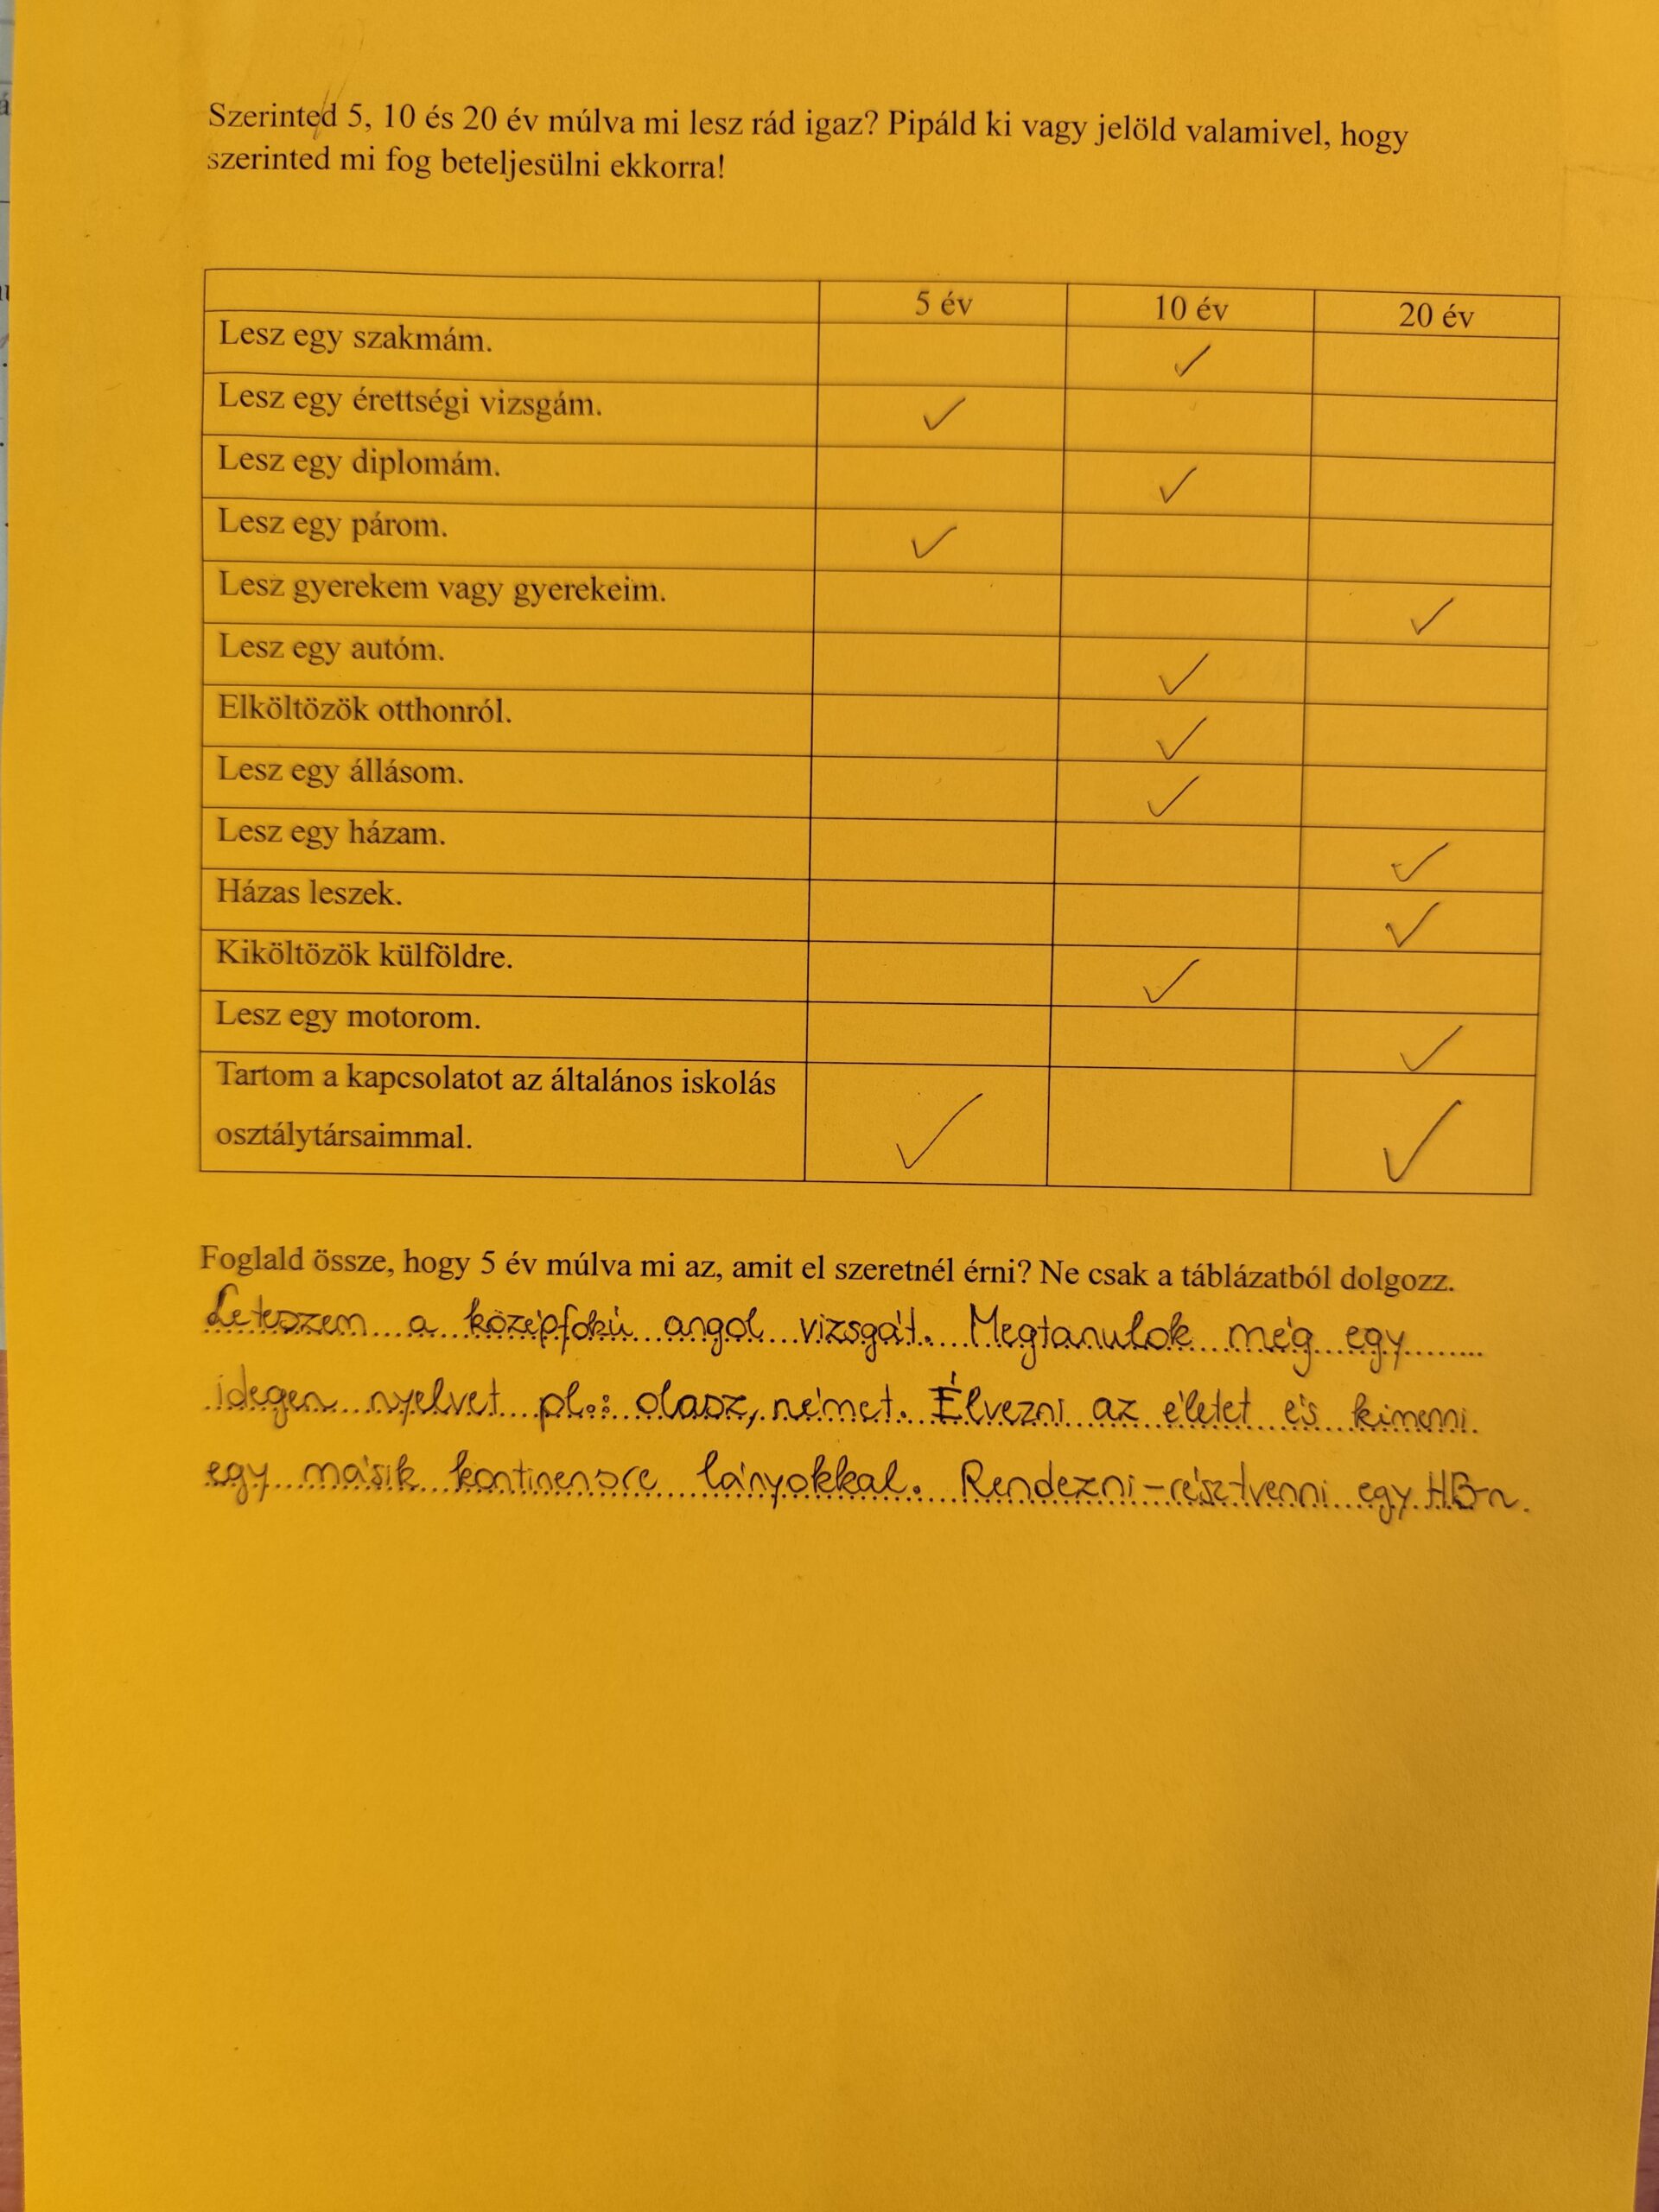 Szerinted 5, 10 és 20 év múlva mi lesz rád igaz? Pipáld ki vagy jelöld valamivel, hogy
szerinted mi fog beteljesülni ekkorra!
5 év 10 év 20 év
Lesz egy szakmám. ✓
Lesz egy érettségi vizsgám. ✓
Lesz egy diplomám. ✓
Lesz egy párom. ✓
Lesz gyerekem vagy gyerekeim. ✓
Lesz egy autóm. ✓
Elköltözök otthonról. ✓
Lesz egy állásom. ✓
Lesz egy házam. ✓
Házas leszek. ✓
Kiköltözök külföldre. ✓
Lesz egy motorom. ✓
Tartom a kapcsolatot az általános iskolás
osztálytársaimmal. ✓ ✓
Foglald össze, hogy 5 év múlva mi az, amit el szeretnél érni? Ne csak a táblázatból dolgozz.
Leteszem a középfokú angol vizsgát. Megtanulok még egy
idegen nyelvet pl.: olasz, német. Élvezni az életet és kimenni
egy másik kontinensre lányokkal. Rendezni-résztvenni egy HB-n.